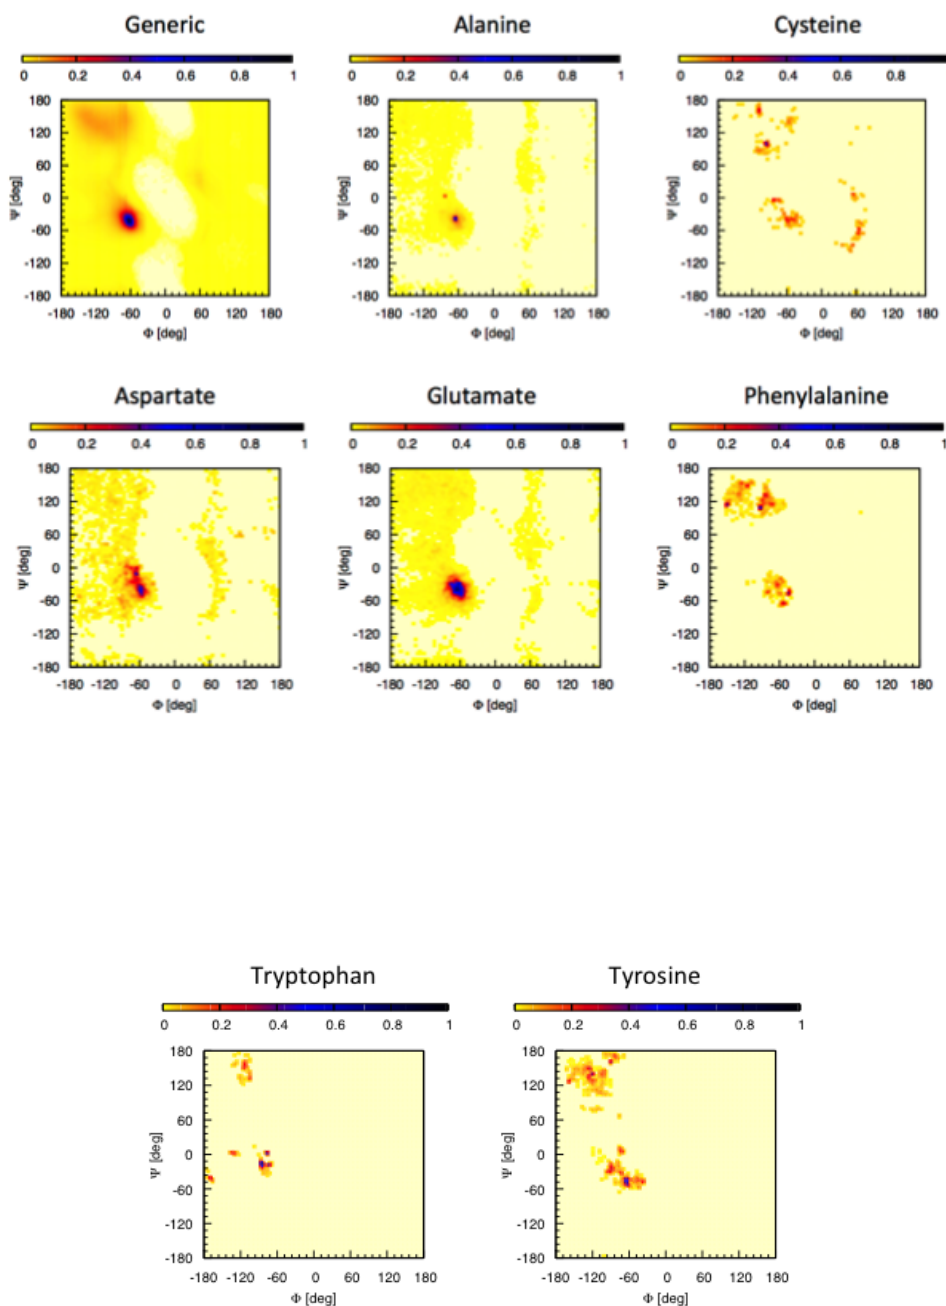 Generic Alanine Cysteine
0 0.2 0.4 0.6 0.8 1 0 0.2 0.4 0.6 0.8 1 0 0.2 0.4 0.6 0.8
180 180 180
120 120 120
60 60 60
0 0 0
-60 -60 -60
-120 -120 -120
-180 -180 -180
Ψ [deg] Ψ [deg] Ψ [deg]
-180 -120 -60 0 60 120 180 -180 -120 -60 0 60 120 180 -180 -120 -60 0 60 120 180
Φ [deg] Φ [deg] Φ [deg]
Aspartate Glutamate Phenylalanine
0 0.2 0.4 0.6 0.8 1 0 0.2 0.4 0.6 0.8 1 0 0.2 0.4 0.6 0.8 1
180 180 180
120 120 120
60 60 60
0 0 0
-60 -60 -60
-120 -120 -120
-180 -180 -180
Ψ [deg] Ψ [deg] Ψ [deg]
-180 -120 -60 0 60 120 180 -180 -120 -60 0 60 120 180 -180 -120 -60 0 60 120 180
Φ [deg] Φ [deg] Φ [deg]
Tryptophan Tyrosine
0 0.2 0.4 0.6 0.8 1 0 0.2 0.4 0.6 0.8 1
180 180
120 120
60 60
0 0
-60 -60
-120 -120
-180 -180
Ψ [deg] Ψ [deg]
-180 -120 -60 0 60 120 180 -180 -120 -60 0 60 120 180
Φ [deg] Φ [deg]